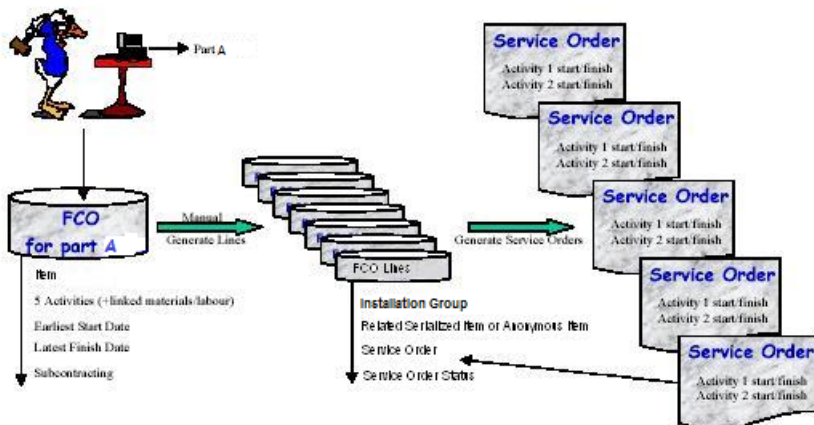 Part A
FCO
for part A
Item
5 Activities (+linked materials/labour)
Earliest Start Date
Latest Finish Date
Subcontracting
Manual
Generate Lines
FCO Lines
Installation Group
Related Serialized Item or Anonymous Item
Service Order
Service Order Status
Generate Service Orders
Service Order
Activity 1 start/finish
Activity 2 start/finish
Service Order
Activity 1 start/finish
Activity 2 start/finish
Service Order
Activity 1 start/finish
Activity 2 start/finish
Service Order
Activity 1 start/finish
Activity 2 start/finish
Service Order
Activity 1 start/finish
Activity 2 start/finish